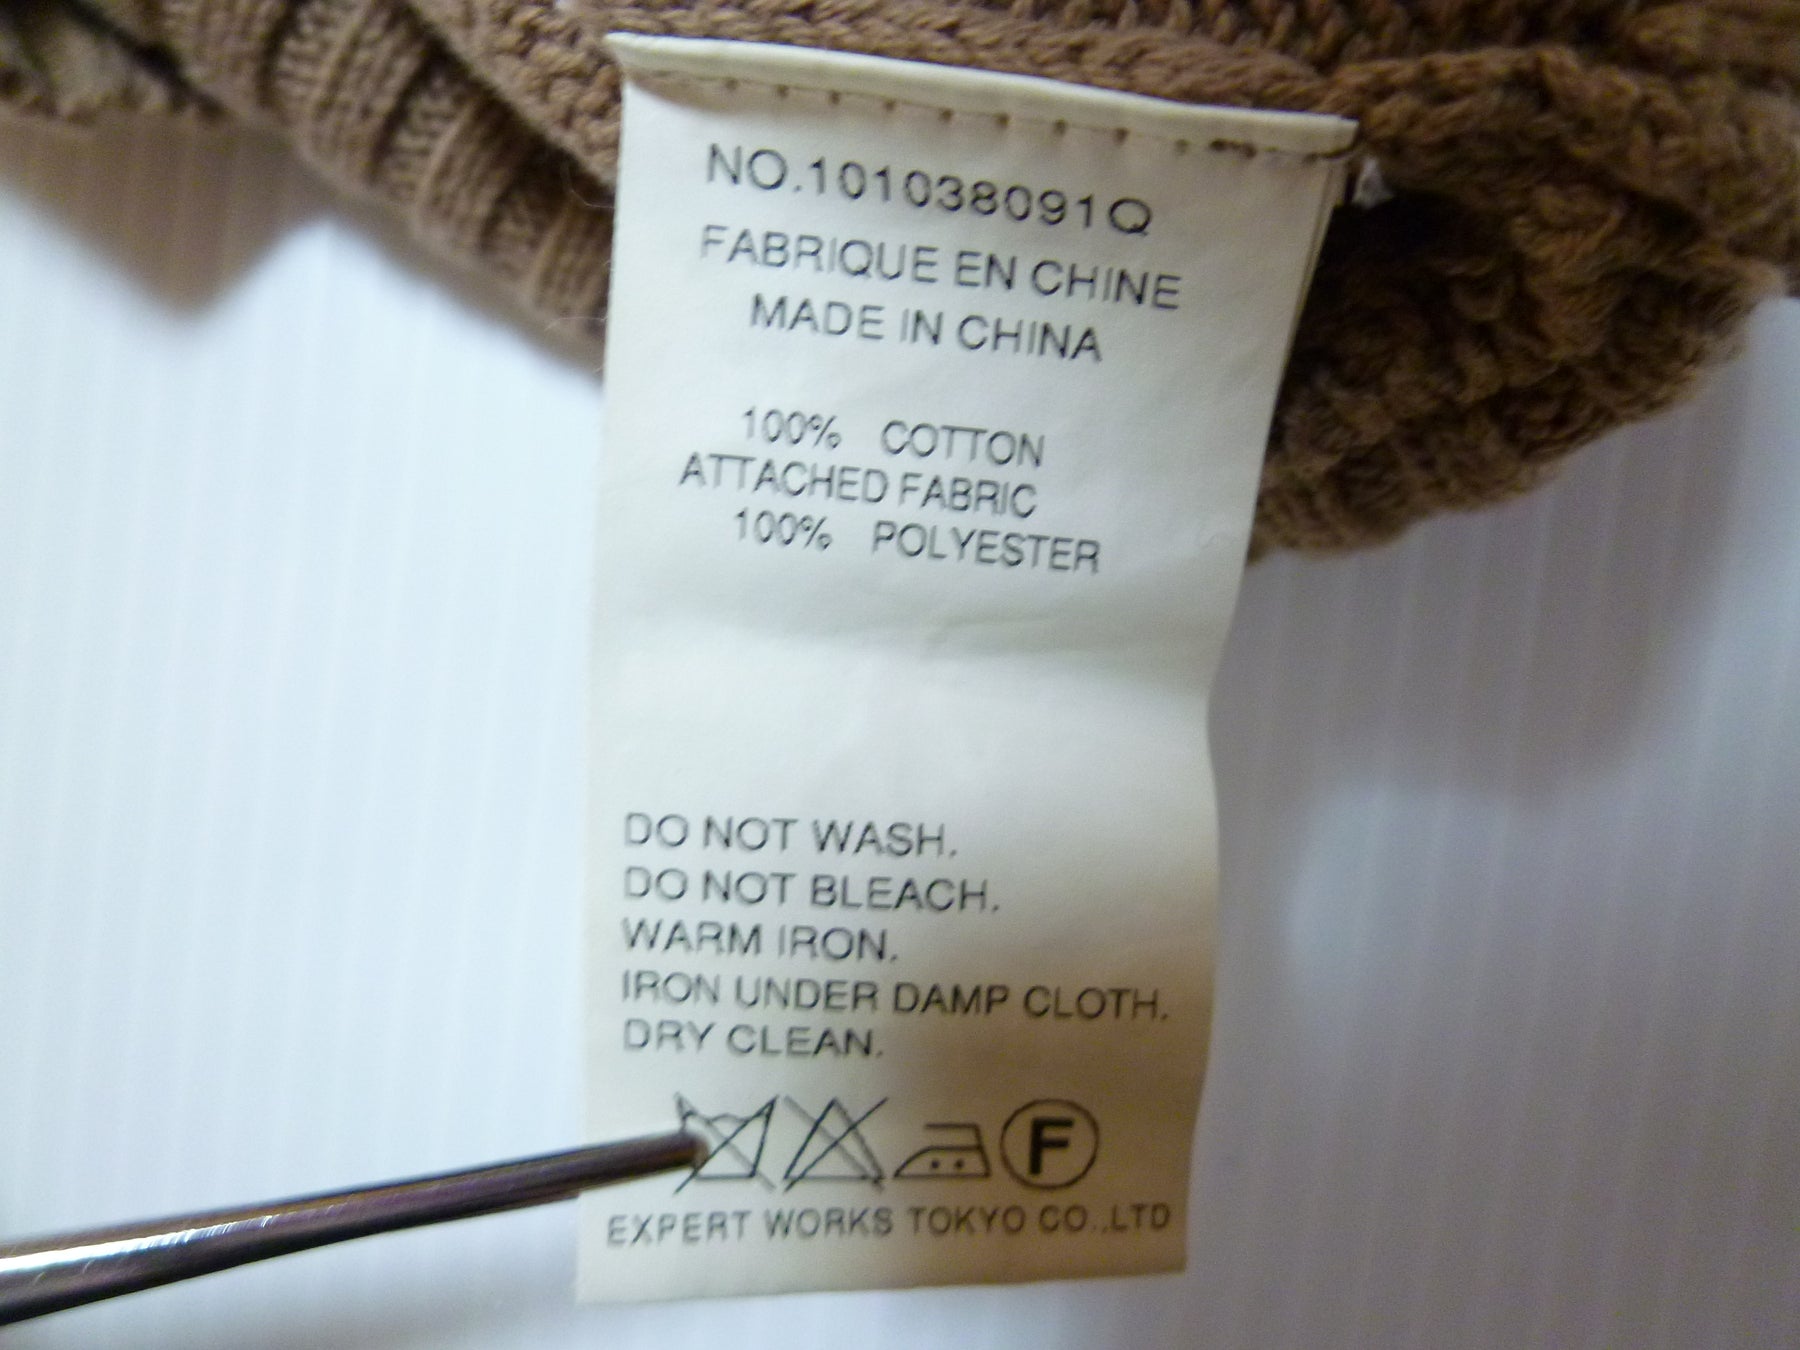 NO.101038091Q
FABRIQUE EN CHINE
MADE IN CHINA
100% COTTON
ATTACHED FABRIC
100% POLYESTER
DO NOT WASH.
DO NOT BLEACH.
WARM IRON.
IRON UNDER DAMP CLOTH.
DRY CLEAN.
F
EXPERT WORKS TOKYO CO.,LTD